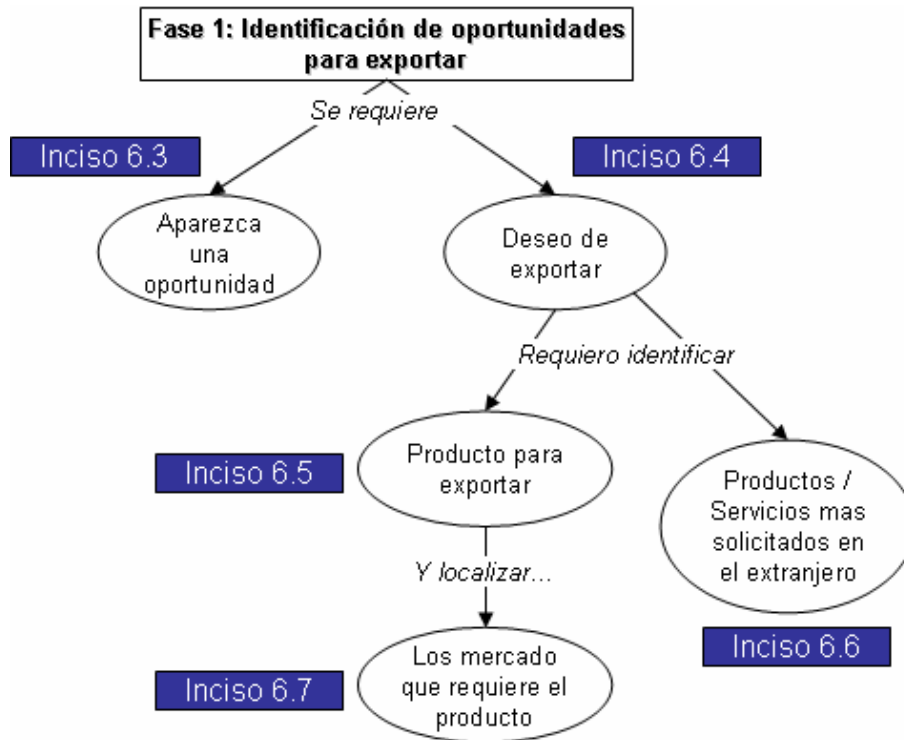 Fase 1: Identificación de oportunidades
para exportar
Se requiere
Inciso 6.3
Inciso 6.4
Aparezca
una
oportunidad
Deseo de
exportar
Requiero identificar
Inciso 6.5
Producto para
exportar
Productos /
Servicios mas
solicitados en
el extranjero
Y localizar...
Inciso 6.6
Inciso 6.7
Los mercado
que requiere el
producto